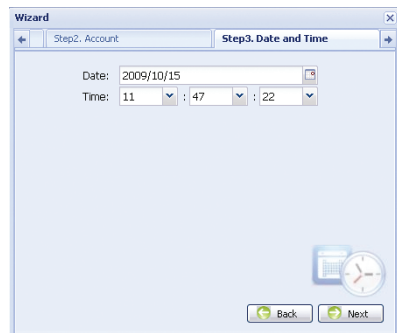 Wizard
Step2. Account Step3. Date and Time
Date: 2009/10/15
Time: 11 : 47 : 22
Back Next